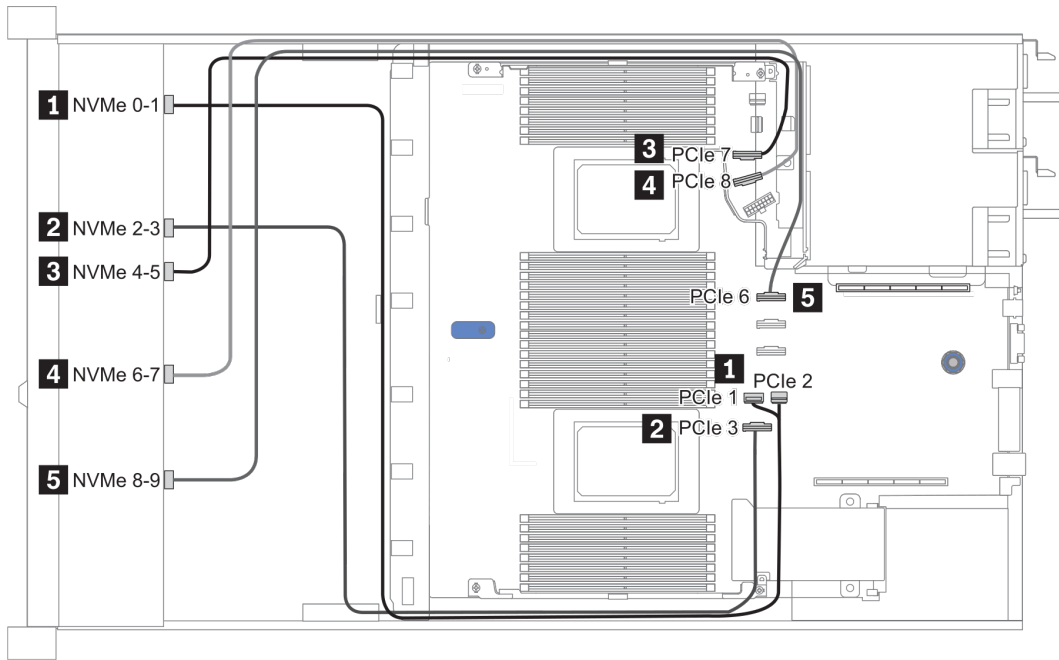 1 NVMe 0-1
2 NVMe 2-3
3 NVMe 4-5
4 NVMe 6-7
5 NVMe 8-9
3 PCIe 7
4 PCIe 8
PCIe 6 5
1
PCIe 1 PCIe 2
2 PCIe 3